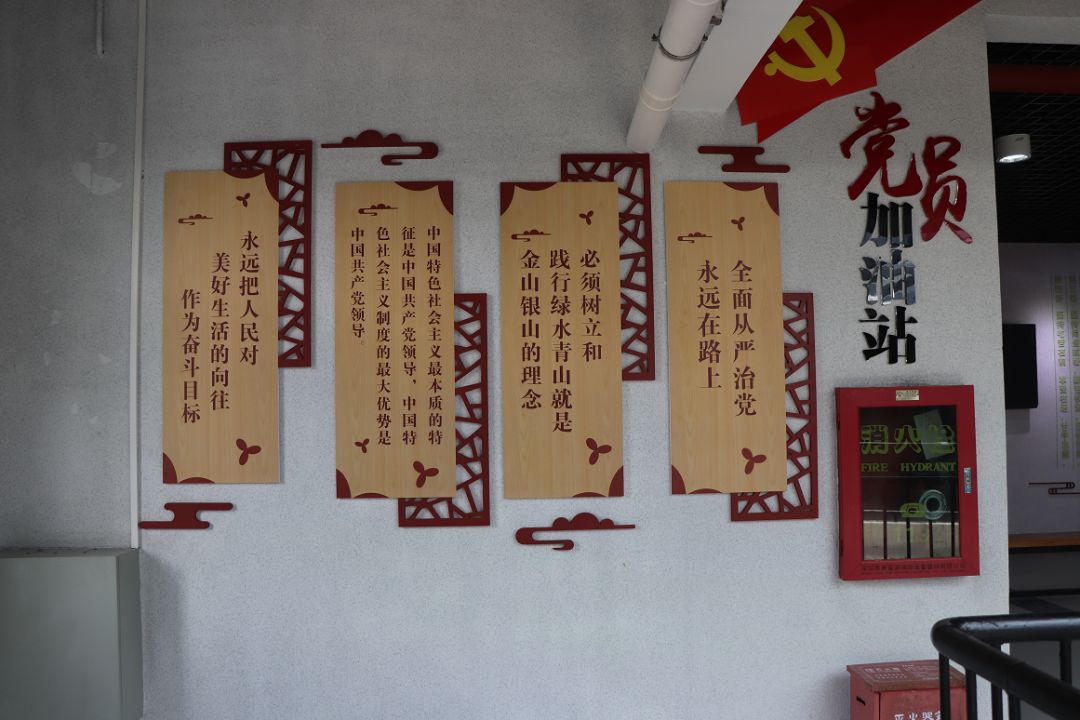 党员
加油站
全面从严治党
永远在路上
必须树立和
践行绿水青山就是
金山银山的理念
中国特色社会主义最本质的特
征是中国共产党领导，中国特
色社会主义制度的最大优势是
中国共产党领导。
永远把人民对
美好生活的向往
作为奋斗目标
消火栓
FIRE HYDRANT
灭火器